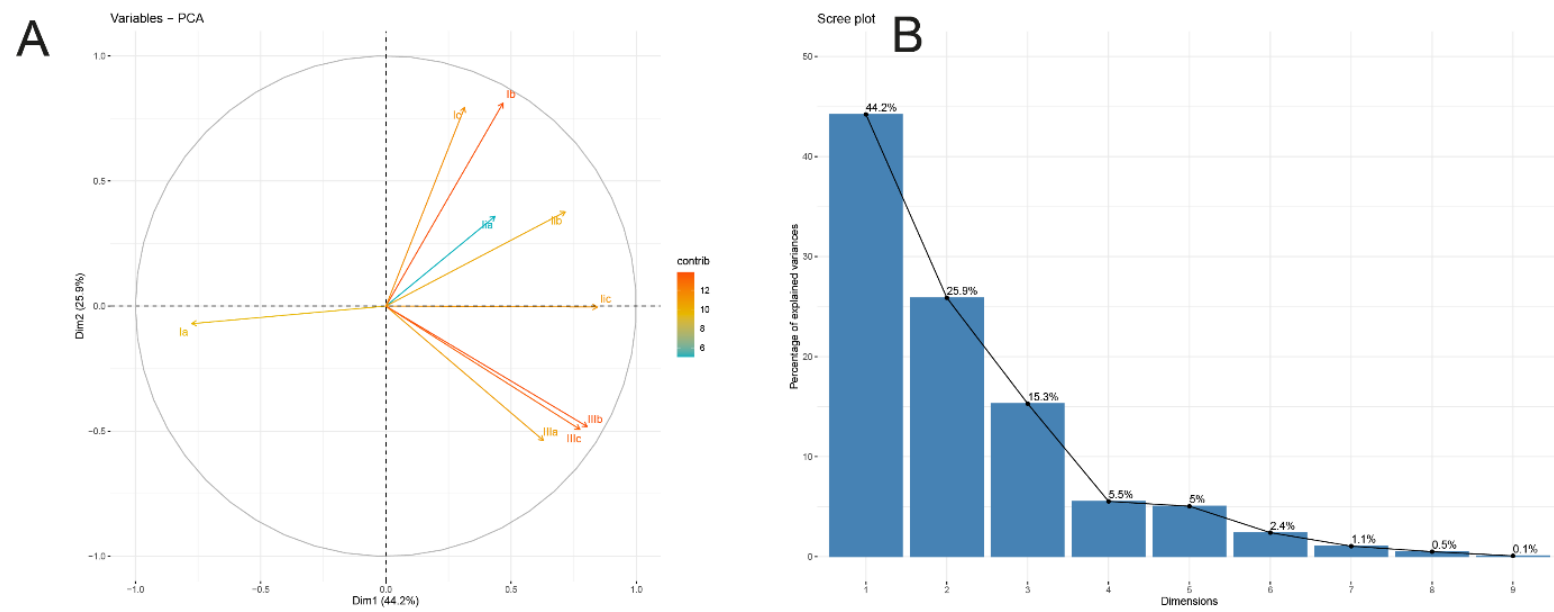 A
Variables − PCA
1.0
0.5
0.0
−0.5
−1.0
Dim2 (25.9%)
−1.0
−0.5
0.0
0.5
1.0
Dim1 (44.2%)
Ib
Ic
Iia
IIb
Iic
Ia
IIIa
IIIb
IIIc
contrib
12
10
8
6
B
Scree plot
50
40
30
20
10
0
Percentage of explained variances
44.2%
25.9%
15.3%
5.5%
5%
2.4%
1.1%
0.5%
0.1%
1
2
3
4
5
6
7
8
9
Dimensions